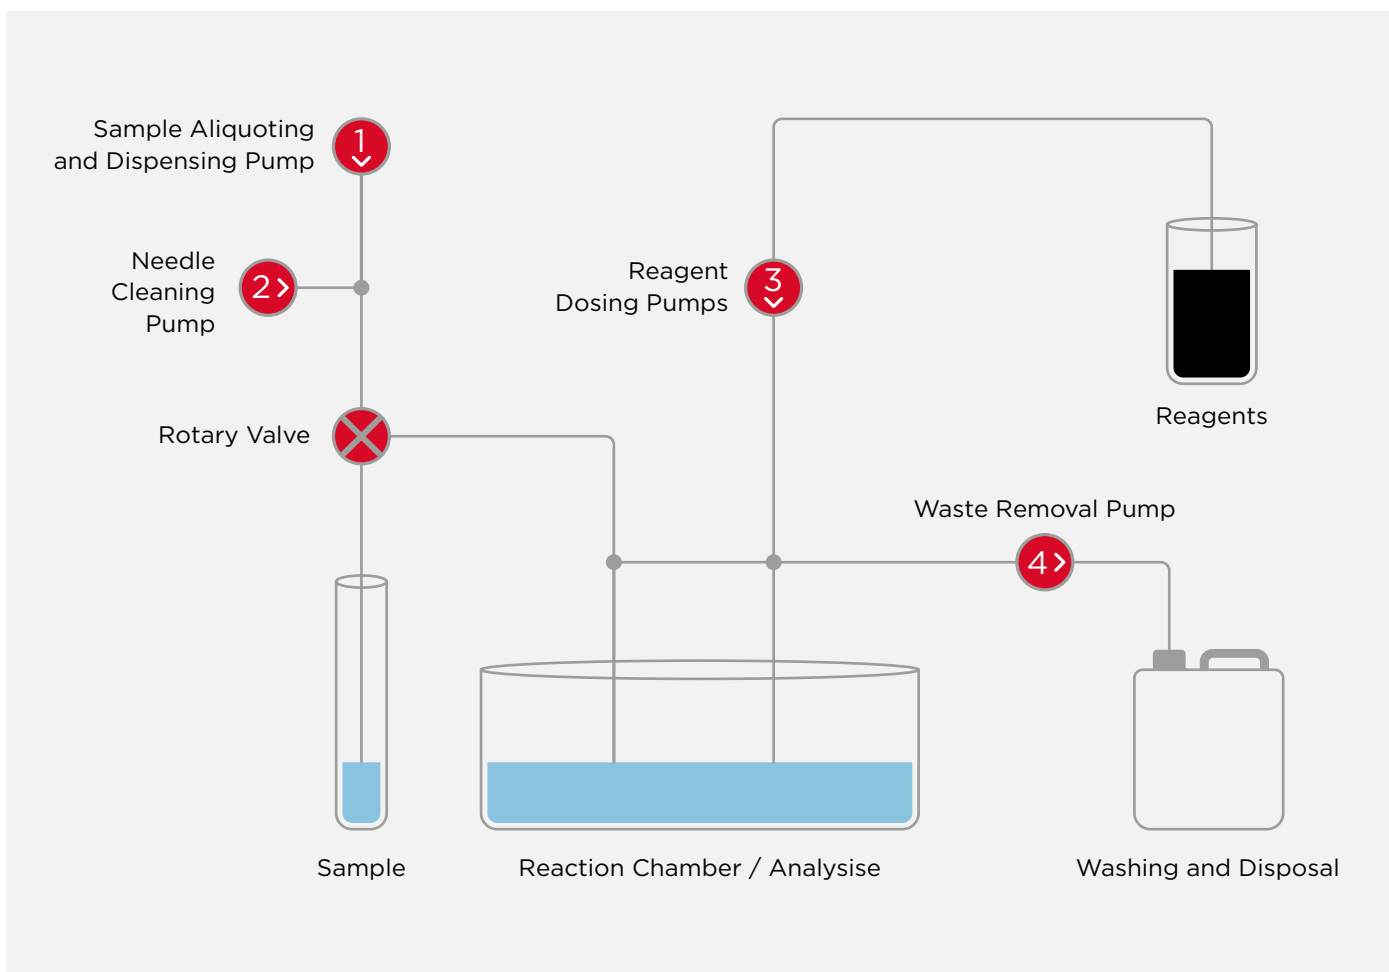 Sample Aliquoting
and Dispensing Pump
1
Needle
Cleaning
Pump
2
Reagent
Dosing Pumps
3
Reagents
Rotary Valve
Waste Removal Pump
4
Sample
Reaction Chamber / Analysise
Washing and Disposal